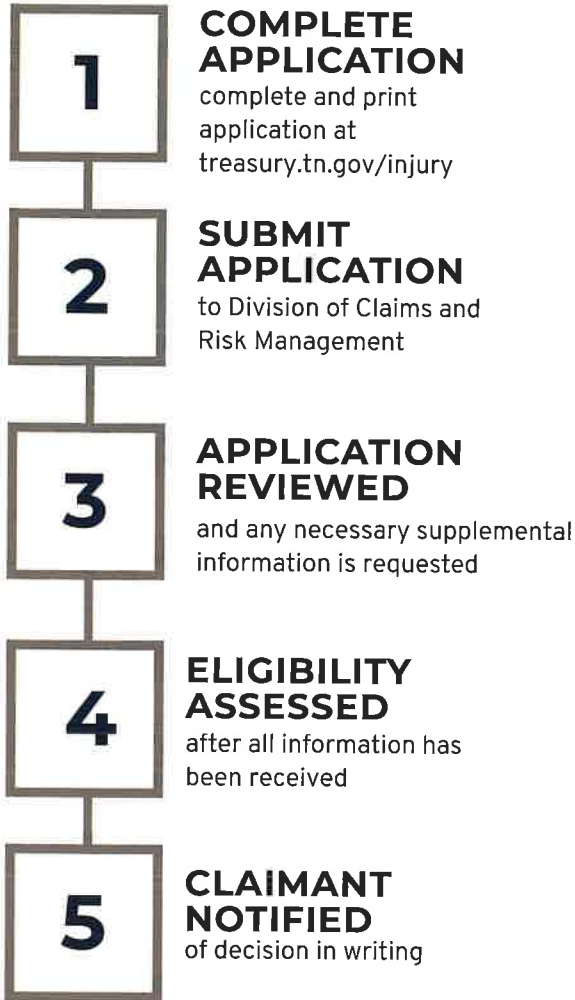 1
COMPLETE
APPLICATION
complete and print
application at
treasury.tn.gov/injury
2
SUBMIT
APPLICATION
to Division of Claims and
Risk Management
3
APPLICATION
REVIEWED
and any necessary supplemental
information is requested
4
ELIGIBILITY
ASSESSED
after all information has
been received
5
CLAIMANT
NOTIFIED
of decision in writing